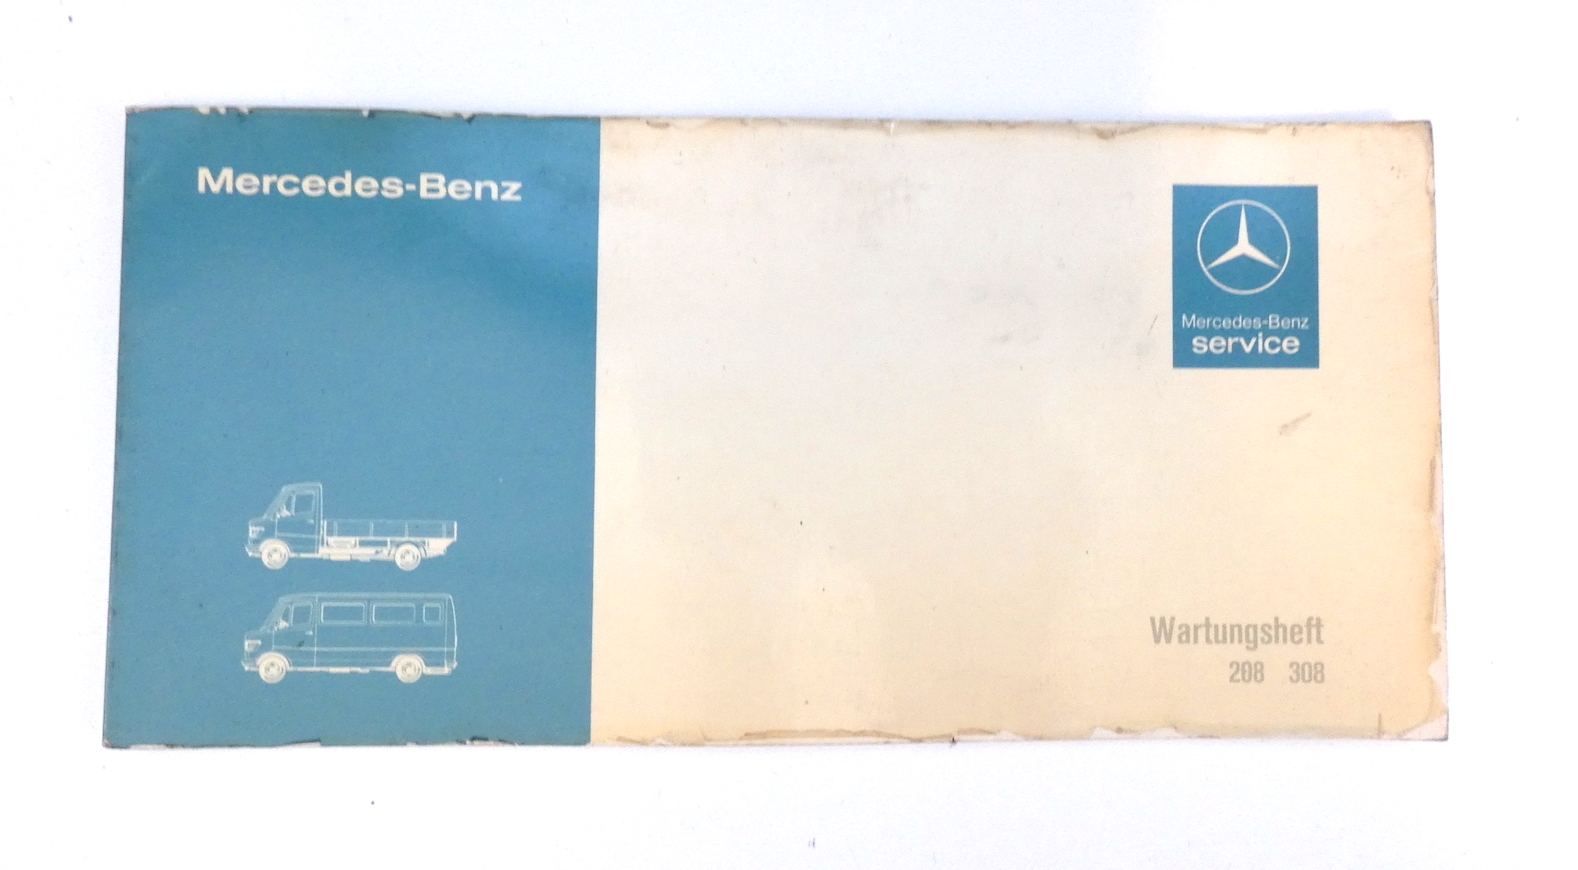 Mercedes-Benz
Mercedes-Benz
service
Wartungsheft
208 308